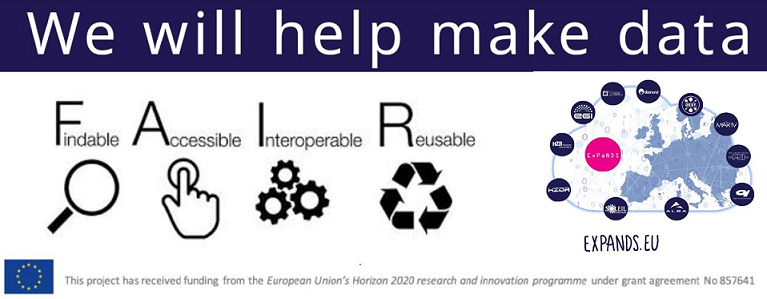 We will help make data
Findable Accessible Interoperable Reusable
egi
diamond
MAX IV
ExPaNDS
HZB
HZDR
SOLEIL
ALBA
EXPANDS.EU
This project has received funding from the European Union's Horizon 2020 research and innovation programme under grant agreement No 857641